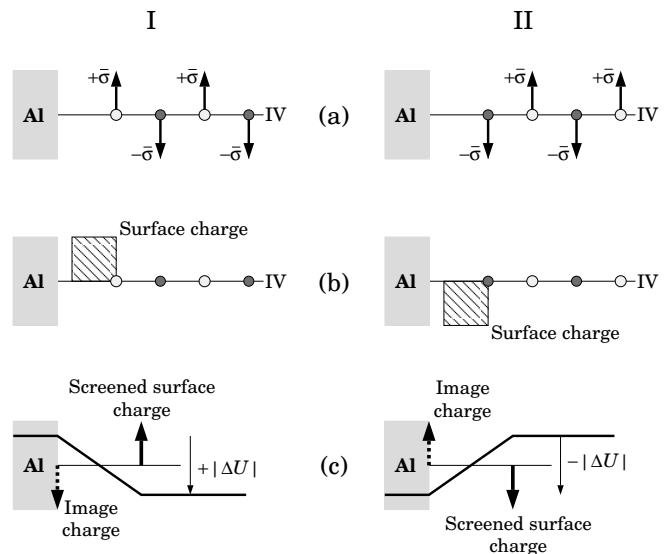 I II
+σ̄ +σ̄ +σ̄ +σ̄
Al IV (a) Al IV
−σ̄ −σ̄ −σ̄ −σ̄
Surface charge
Al IV (b) Al IV
Surface charge
Screened surface
charge
Image
charge
Al +|ΔU| (c) Al −|ΔU|
Image
charge
Screened surface
charge